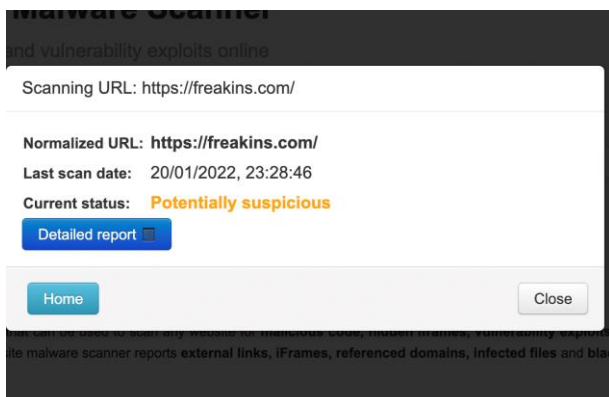 Malware Scanner
and vulnerability exploits online
Scanning URL: https://freakins.com/
Normalized URL: https://freakins.com/
Last scan date: 20/01/2022, 23:28:46
Current status: Potentially suspicious
Detailed report
Home
Close
that can be used to scan any website for malicious code, hidden iframes, vulnerability exploits
site malware scanner reports external links, iFrames, referenced domains, infected files and